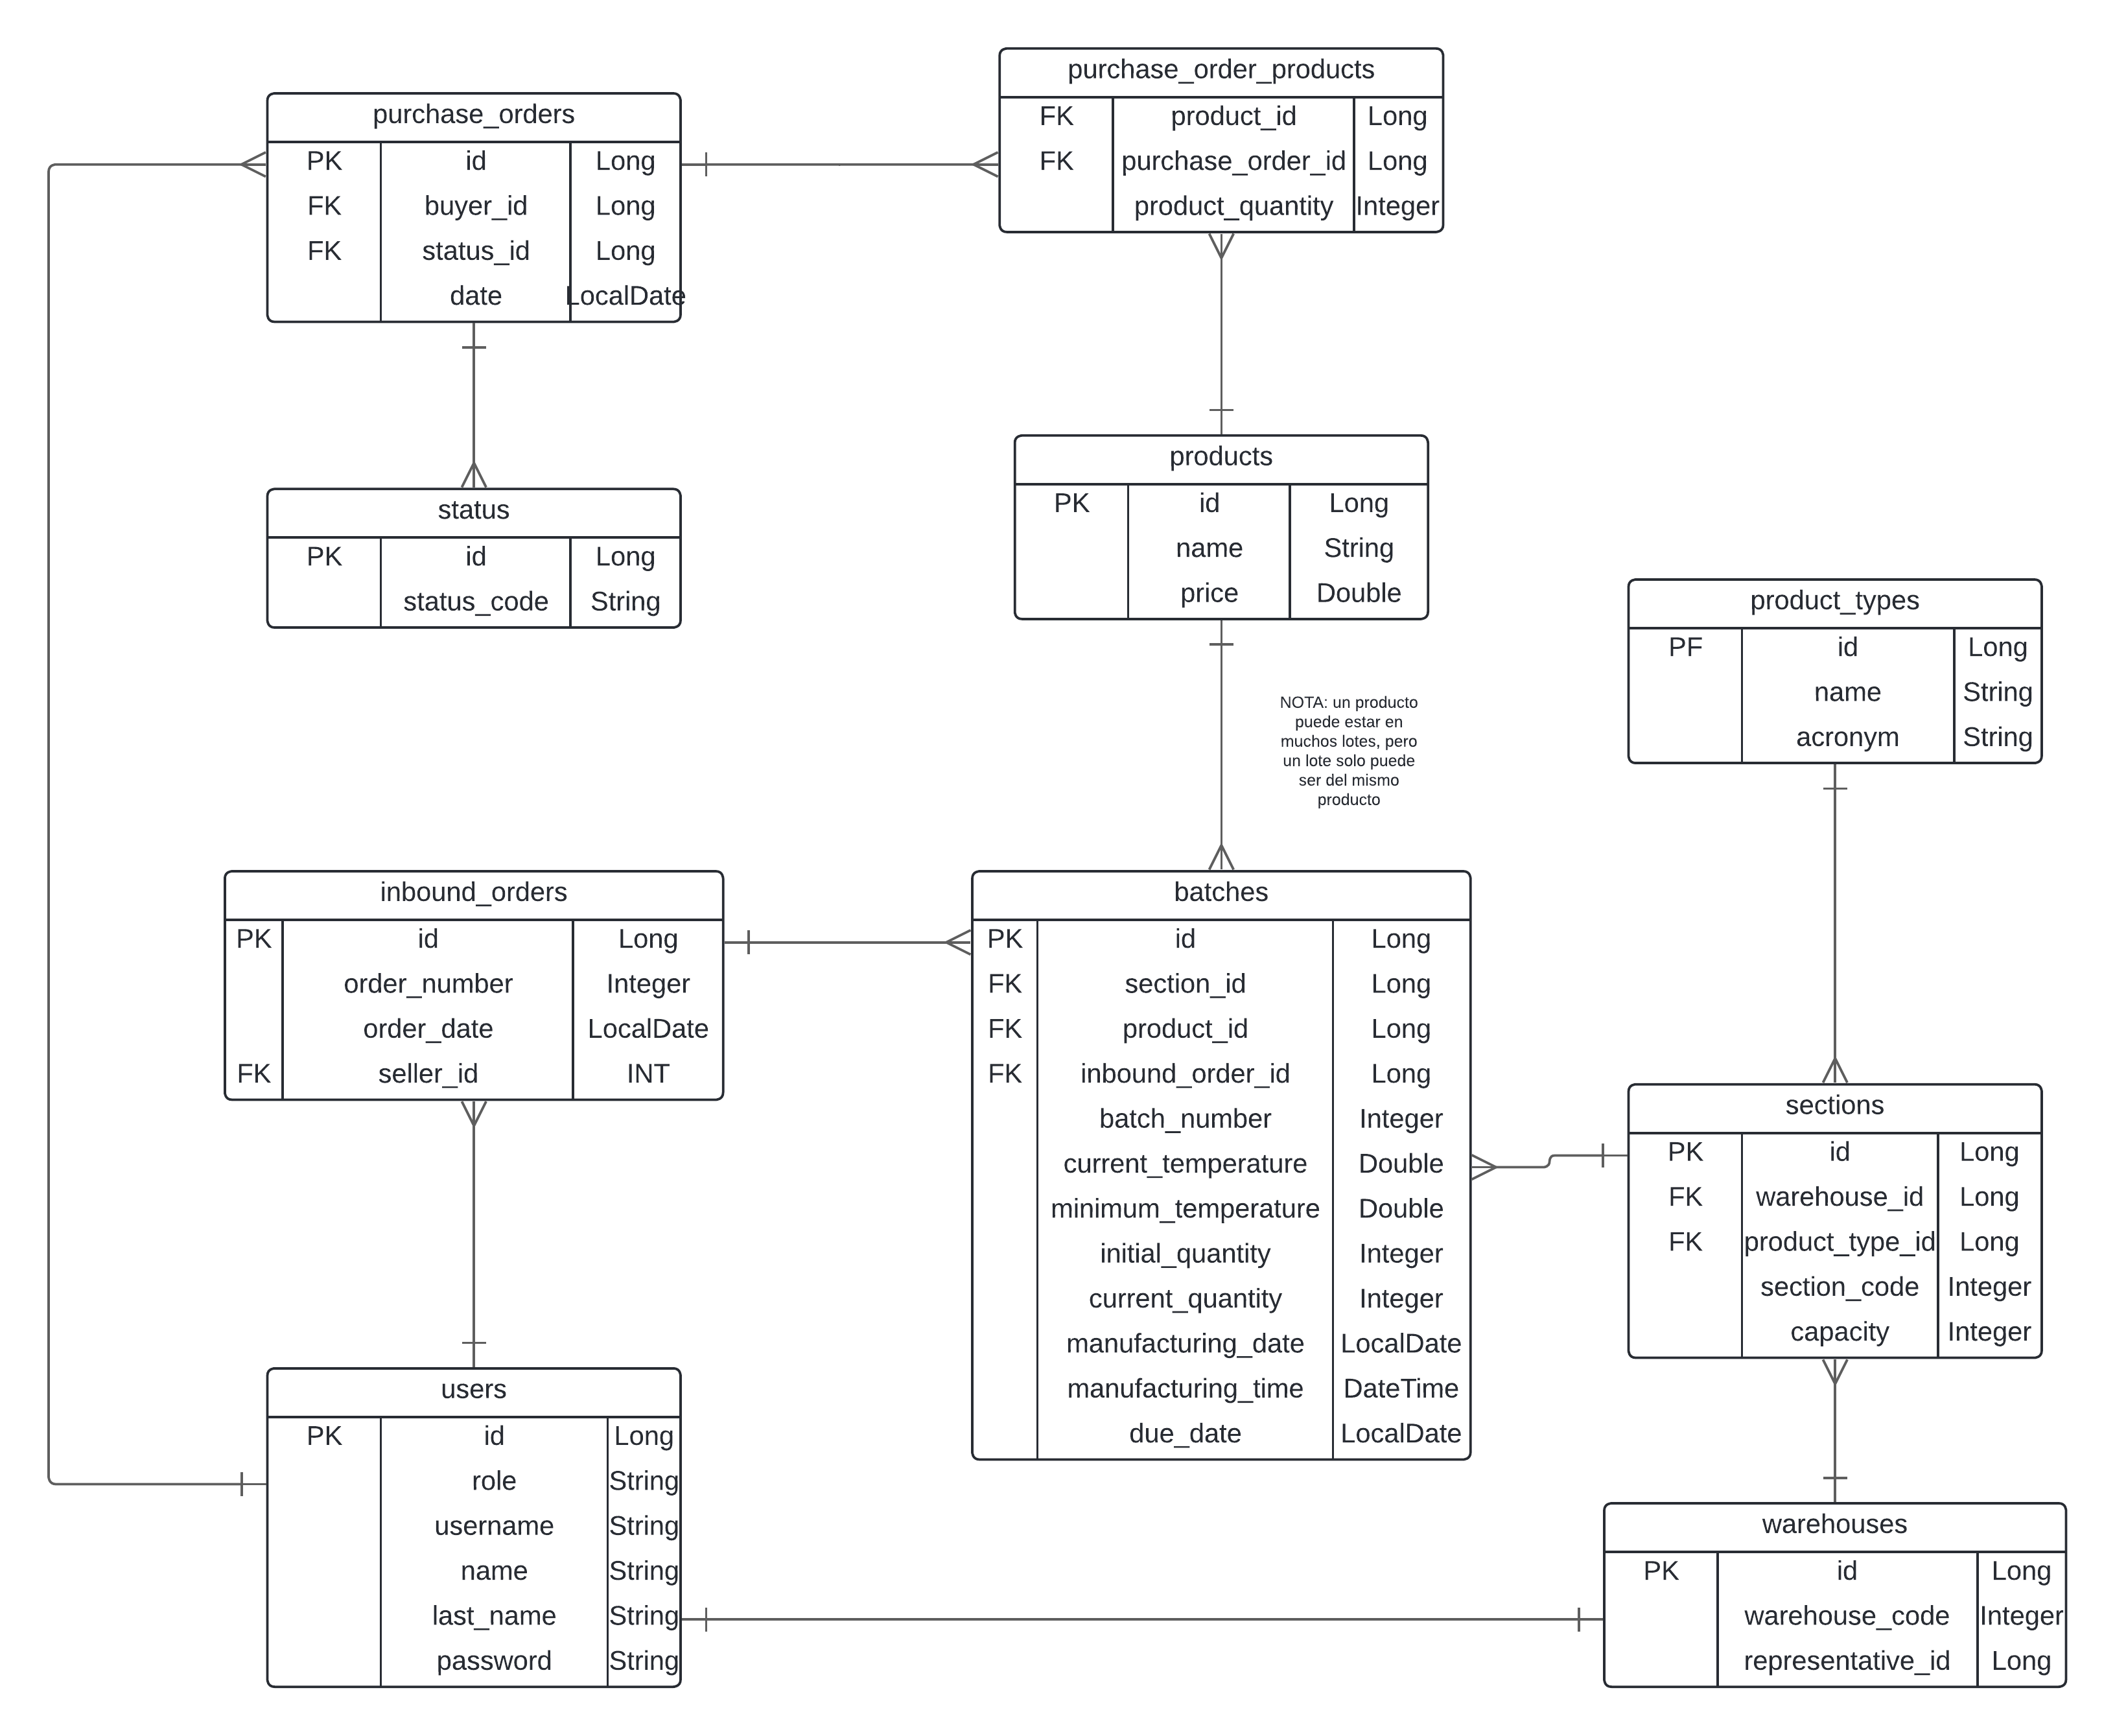 purchase_order_products
FK product_id Long
FK purchase_order_id Long
product_quantity Integer
purchase_orders
PK id Long
FK buyer_id Long
FK status_id Long
date LocalDate
products
PK id Long
name String
price Double
status
PK id Long
status_code String
product_types
PF id Long
name String
acronym String
NOTA: un producto
puede estar en
muchos lotes, pero
un lote solo puede
ser del mismo
producto
inbound_orders
PK id Long
order_number Integer
order_date LocalDate
FK seller_id INT
batches
PK id Long
FK section_id Long
FK product_id Long
FK inbound_order_id Long
batch_number Integer
current_temperature Double
minimum_temperature Double
initial_quantity Integer
current_quantity Integer
manufacturing_date LocalDate
manufacturing_time DateTime
due_date LocalDate
sections
PK id Long
FK warehouse_id Long
FK product_type_id Long
section_code Integer
capacity Integer
users
PK id Long
role String
username String
name String
last_name String
password String
warehouses
PK id Long
warehouse_code Integer
representative_id Long